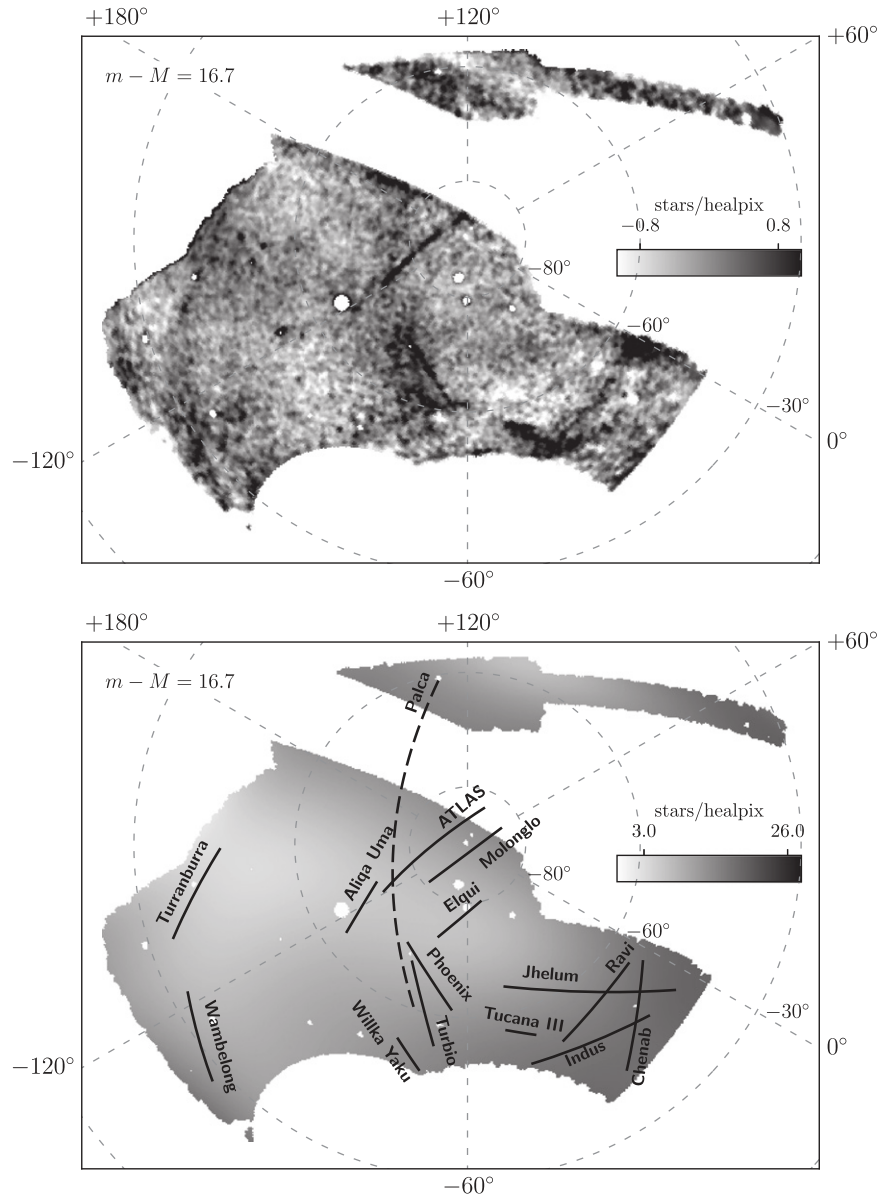 +180°
+120°
+60°
m − M = 16.7
stars/healpix
−0.8
0.8
−80°
−60°
−30°
0°
−120°
−60°
+180°
+120°
+60°
m − M = 16.7
Palca
ATLAS
Molonglo
Aliqa Uma
stars/healpix
3.0
26.0
Turranburra
−80°
Elqui
−60°
Ravi
Phoenix
Jhelum
−30°
Wambelong
Willka Yaku
Turbio
Tucana III
Indus
Chenab
0°
−120°
−60°